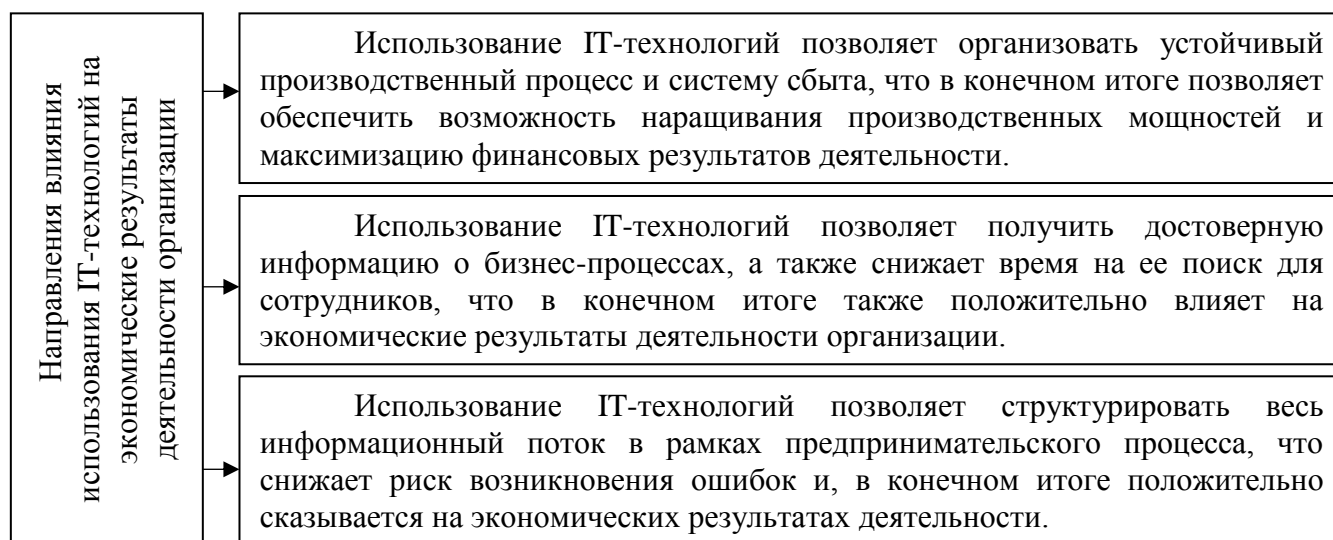 Направления влияния
использования IT-технологий на
экономические результаты
деятельности организации
Использование IT-технологий позволяет организовать устойчивый
производственный процесс и систему сбыта, что в конечном итоге позволяет
обеспечить возможность наращивания производственных мощностей и
максимизацию финансовых результатов деятельности.
Использование IT-технологий позволяет получить достоверную
информацию о бизнес-процессах, а также снижает время на ее поиск для
сотрудников, что в конечном итоге также положительно влияет на
экономические результаты деятельности организации.
Использование IT-технологий позволяет структурировать весь
информационный поток в рамках предпринимательского процесса, что
снижает риск возникновения ошибок и, в конечном итоге положительно
сказывается на экономических результатах деятельности.